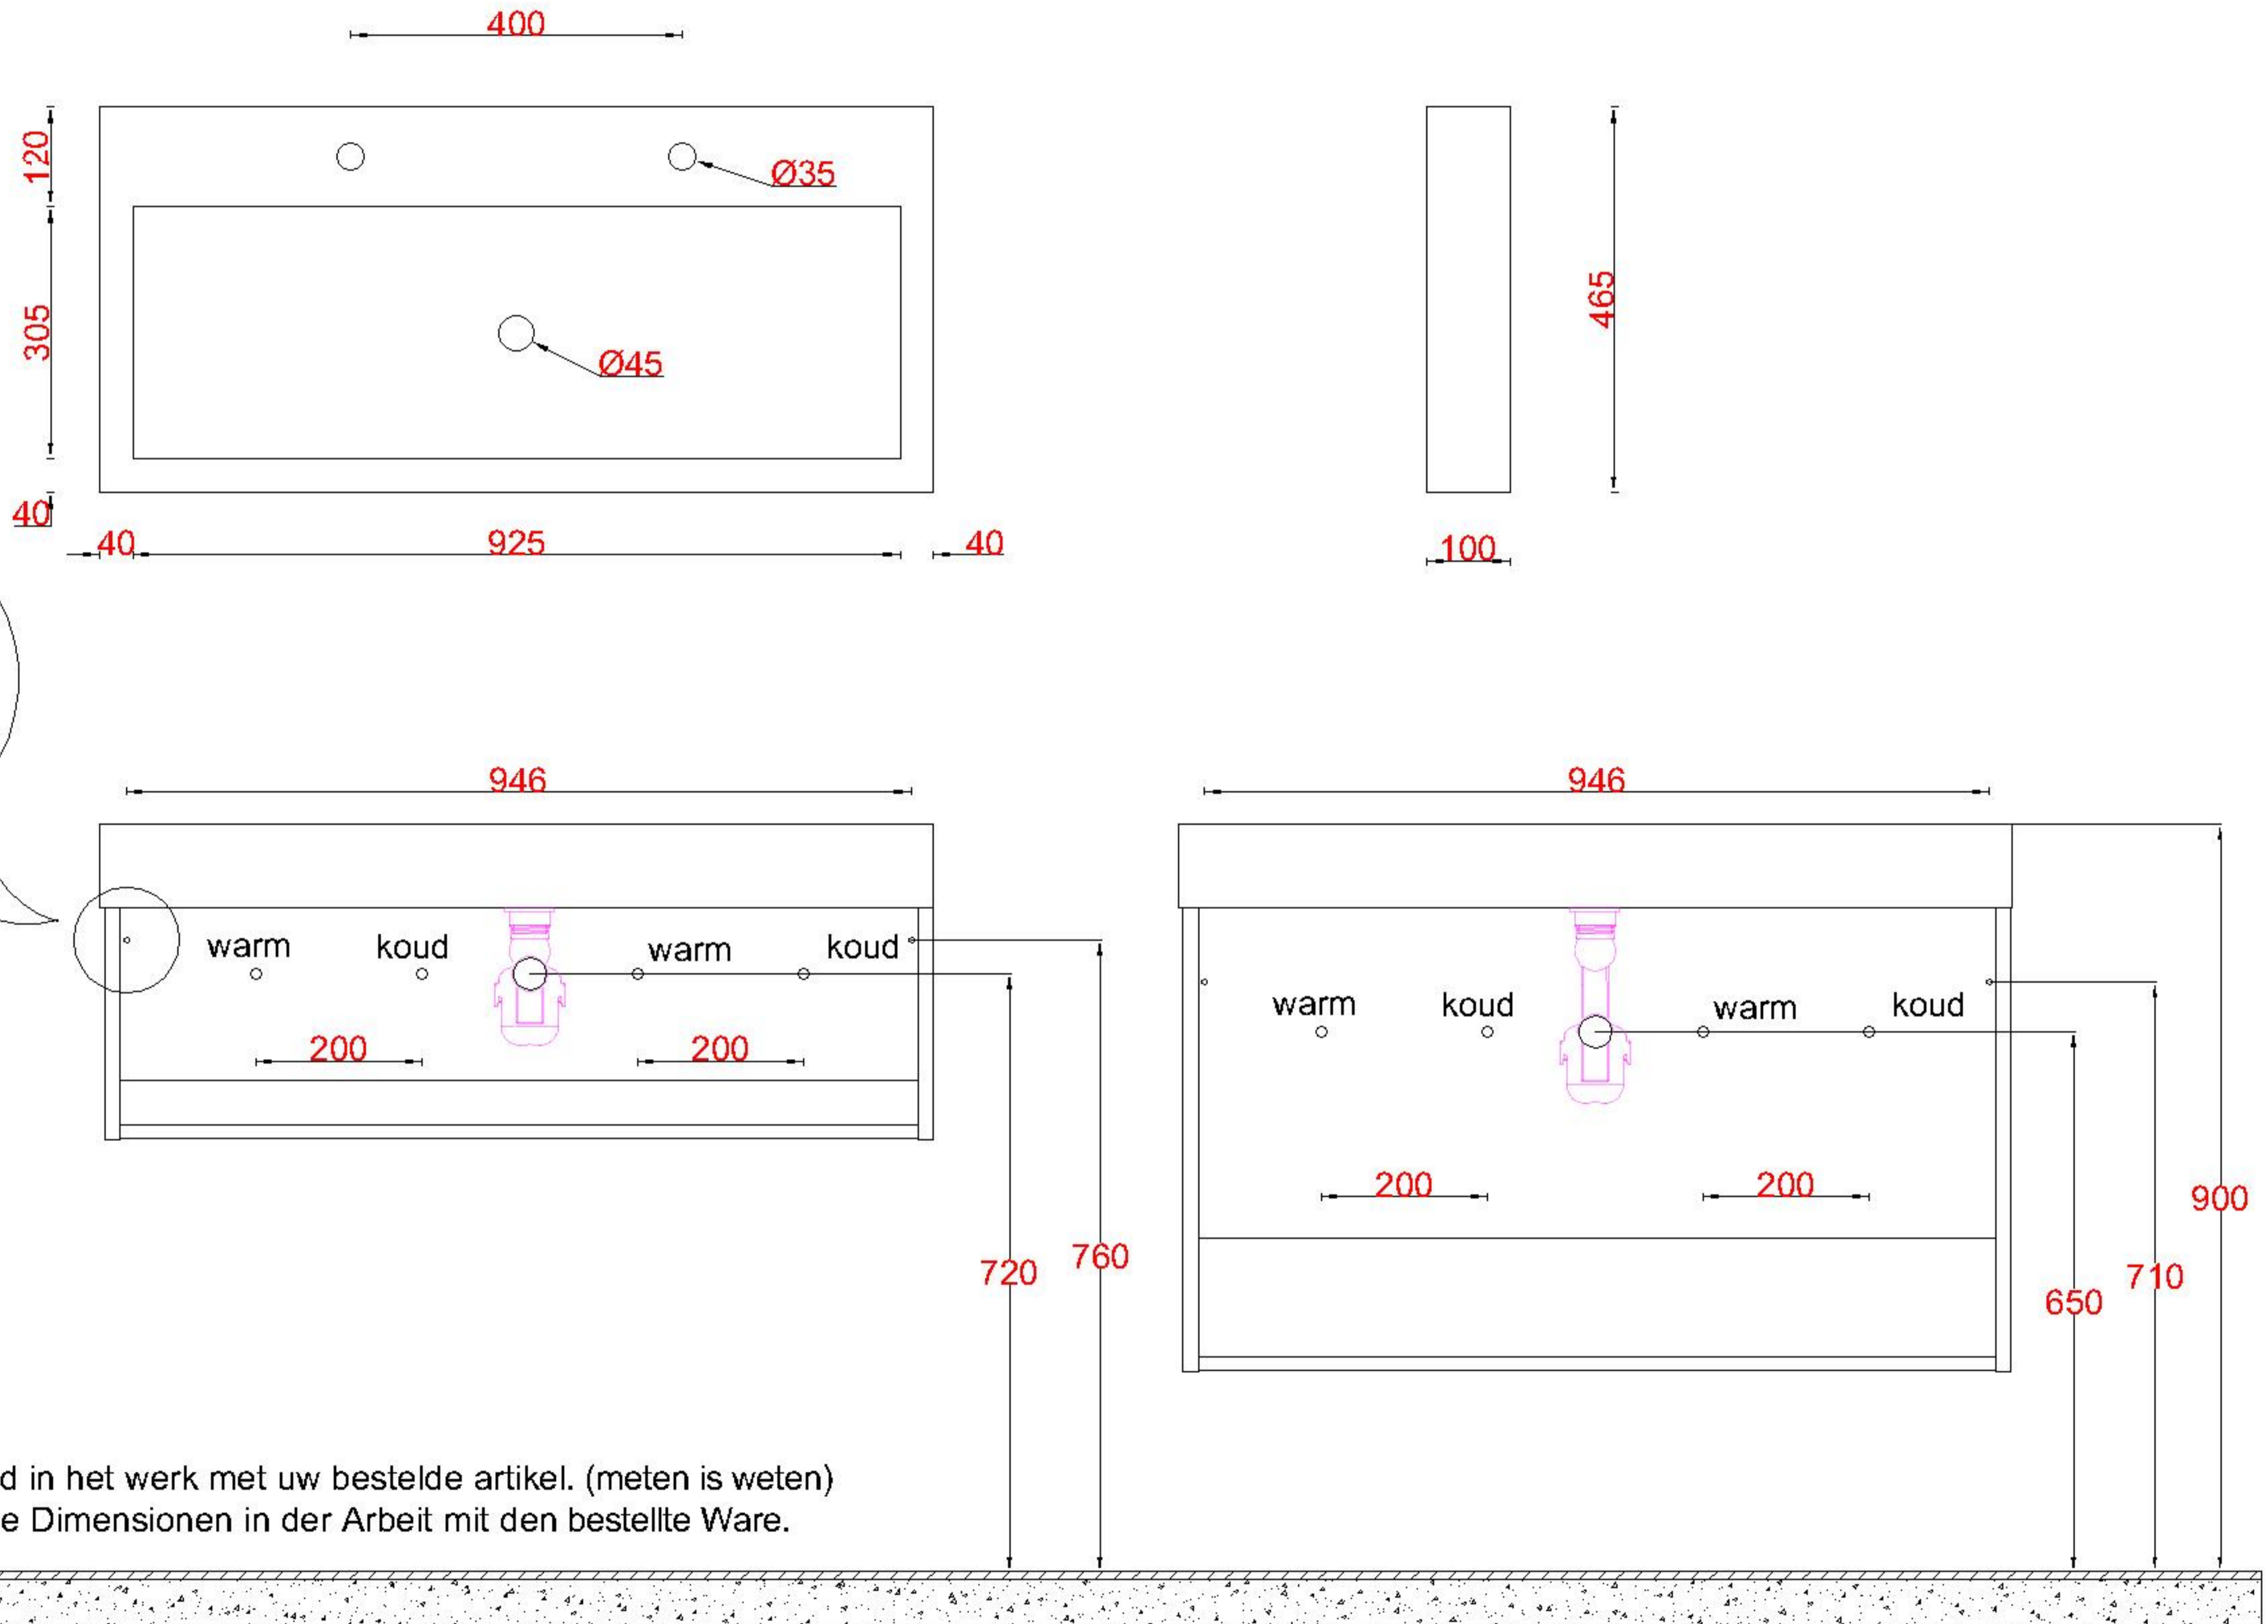 400
120
Ø35
305
465
Ø45
40
40
925
40
100
946
946
warm
koud
warm
koud
warm
koud
warm
koud
200
200
200
200
900
720
760
710
650
d in het werk met uw bestelde artikel. (meten is weten)
e Dimensionen in der Arbeit mit den bestellte Ware.